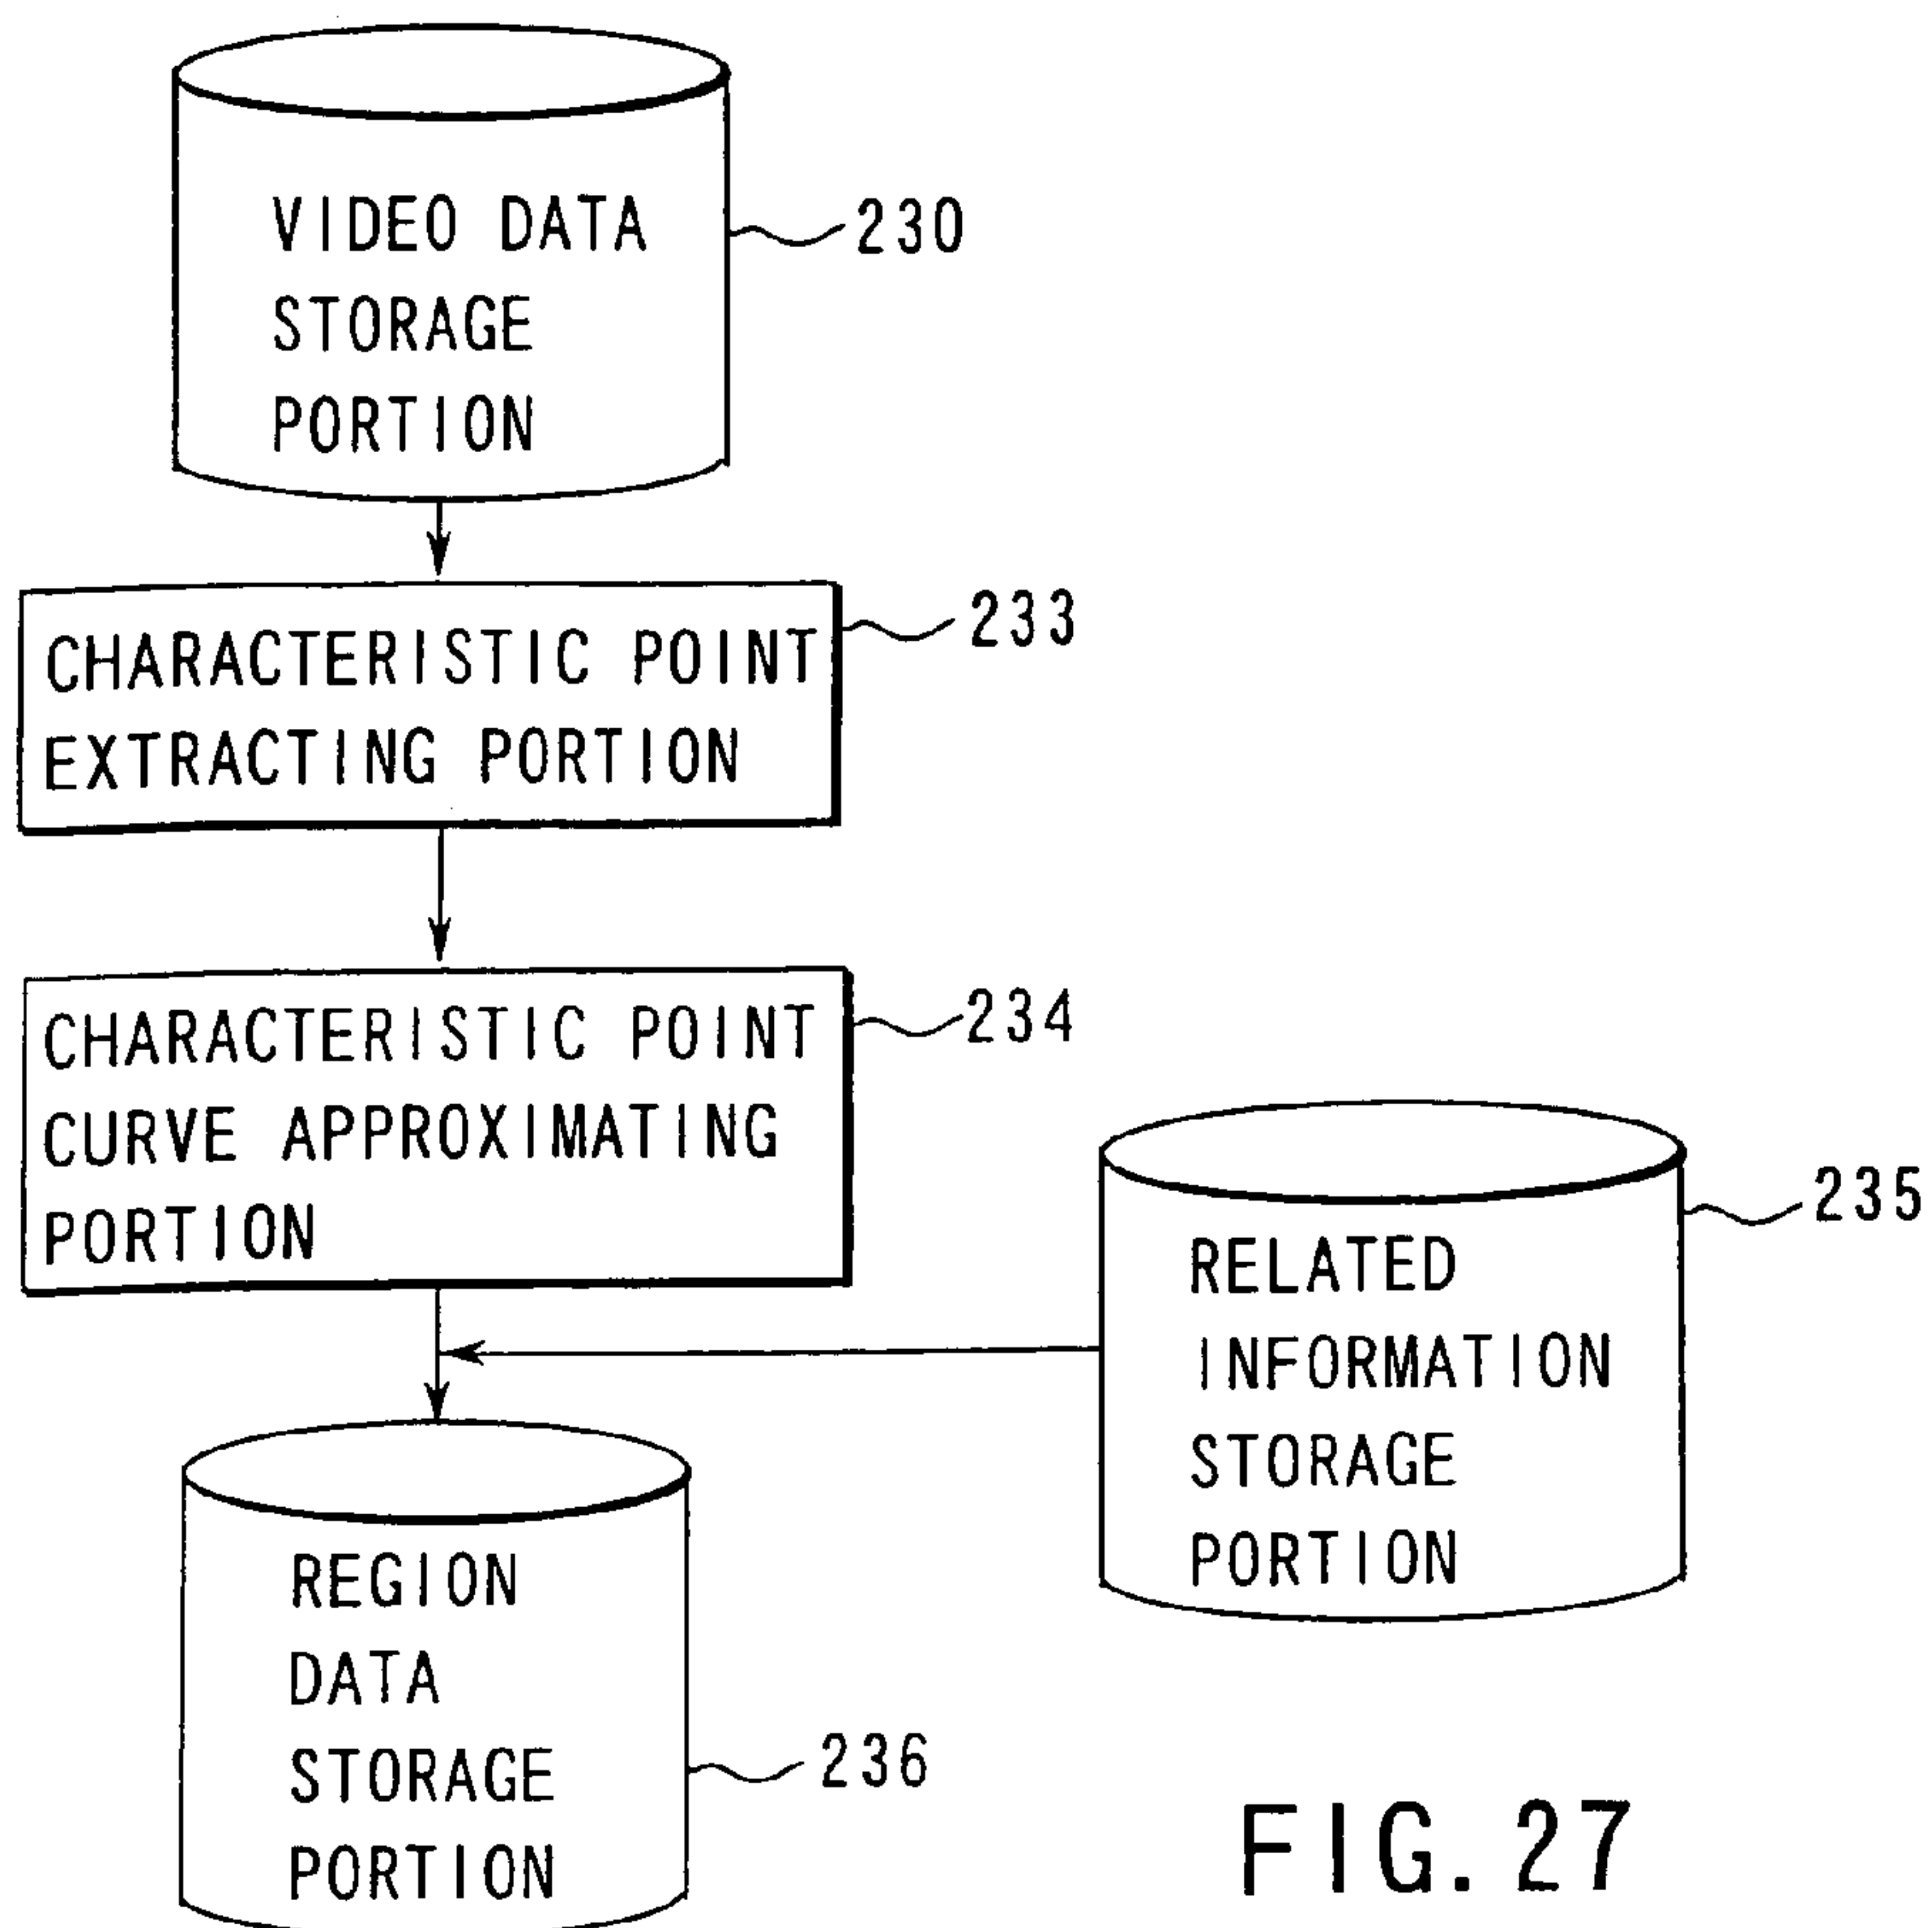 VIDEO DATA
STORAGE
PORTION
230
CHARACTERISTIC POINT
EXTRACTING PORTION
233
CHARACTERISTIC POINT
CURVE APPROXIMATING
PORTION
234
RELATED
INFORMATION
STORAGE
PORTION
235
REGION
DATA
STORAGE
PORTION
236
FIG. 27